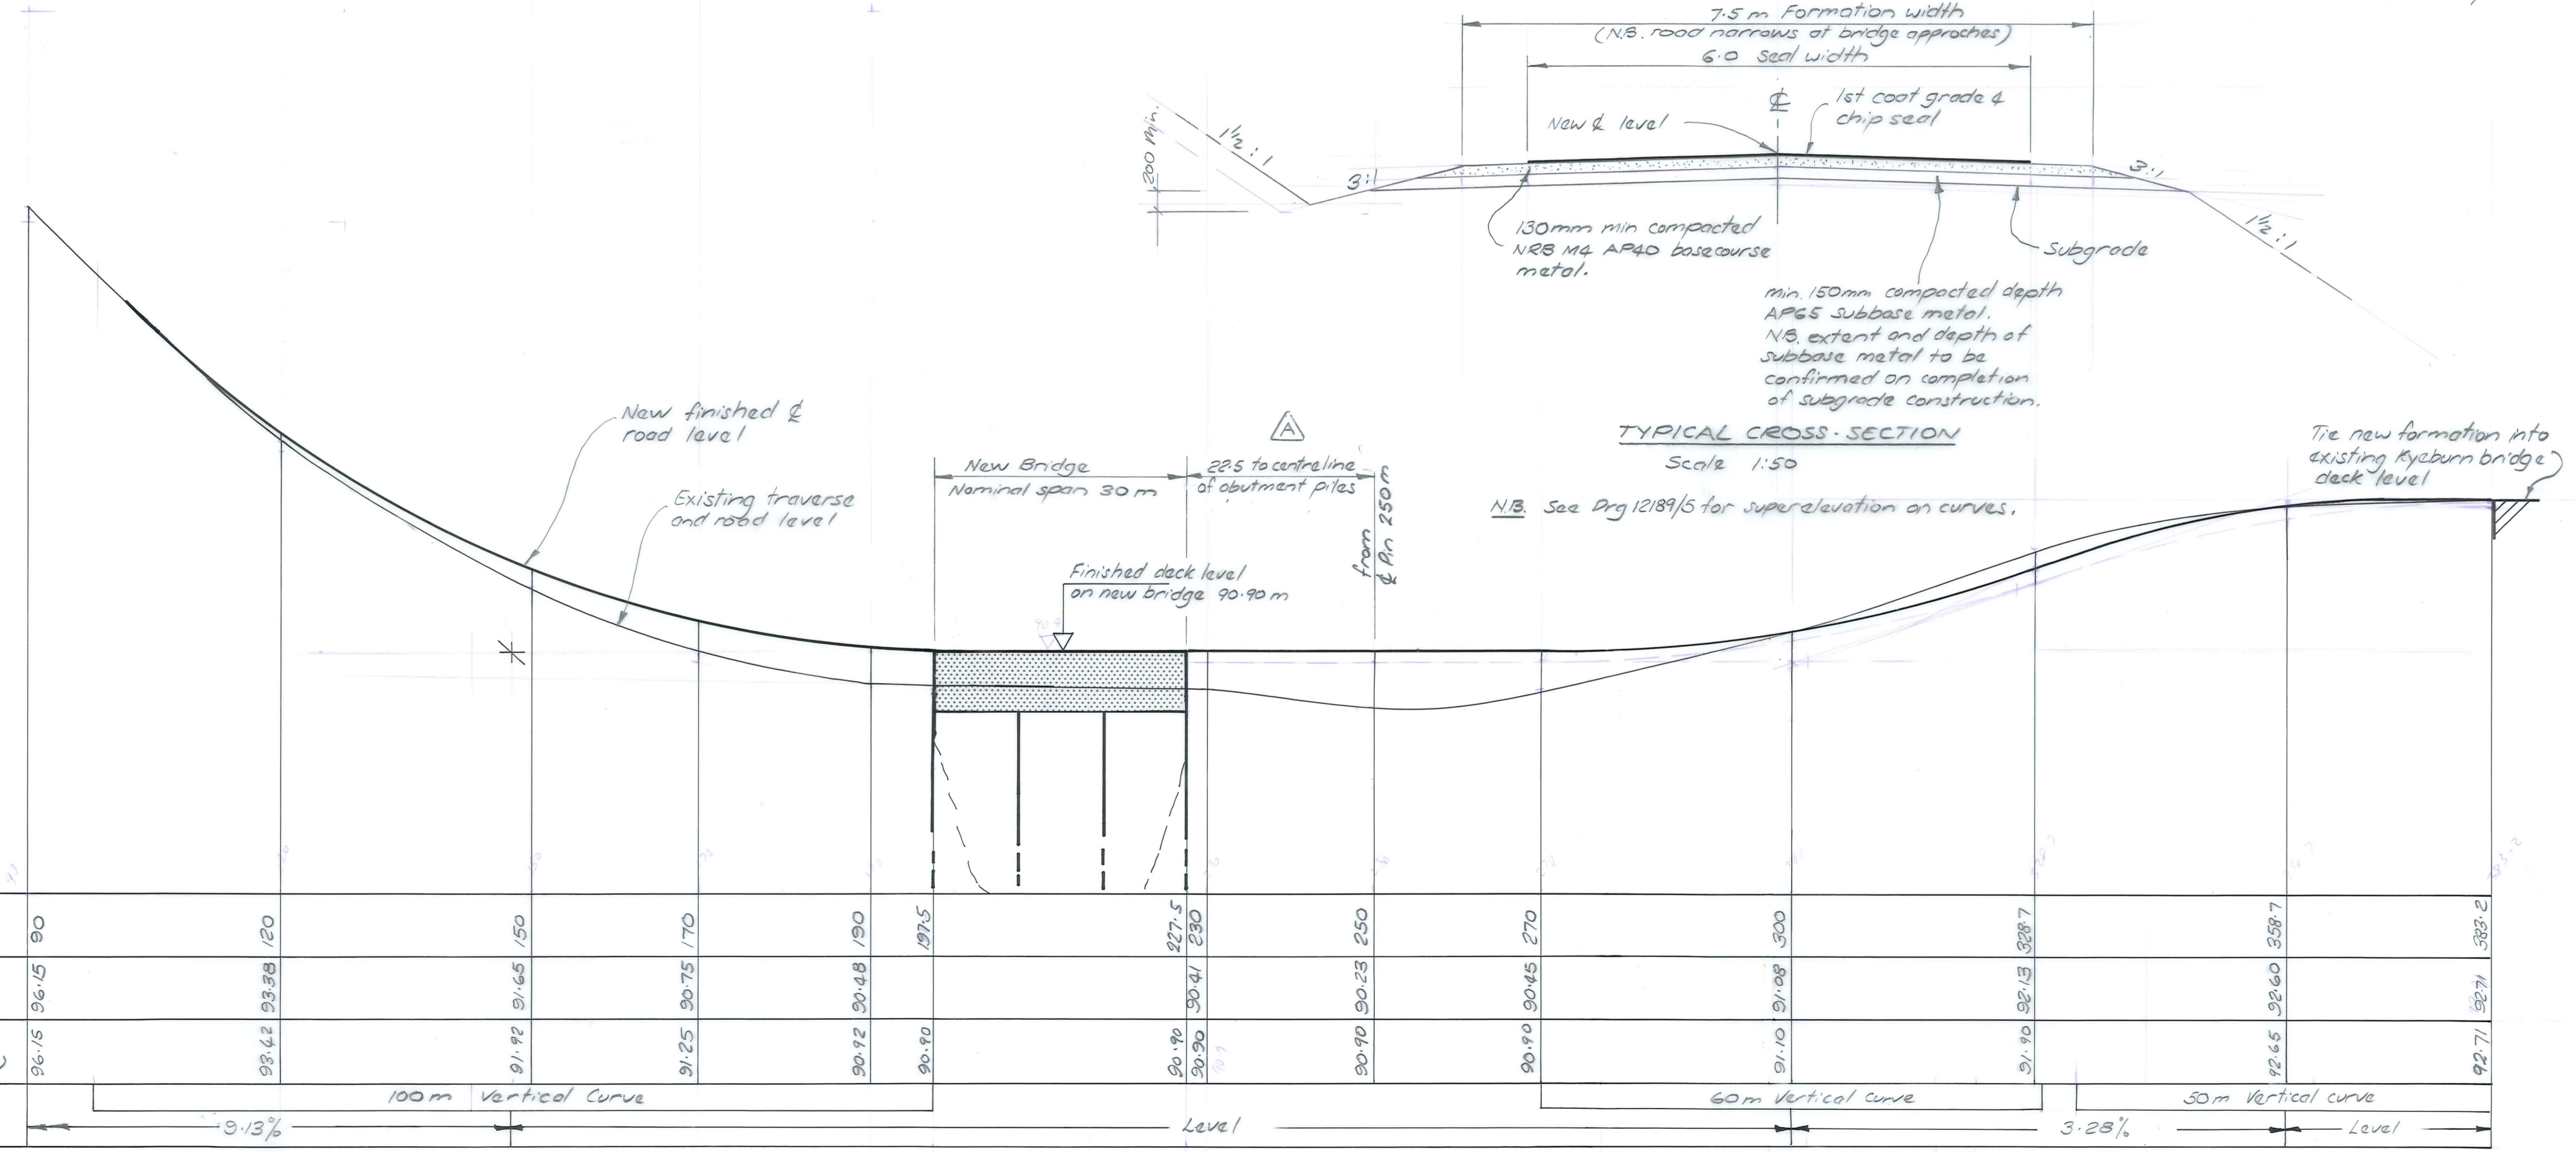 7.5 m Formation width
(N.B. road narrows at bridge approches)
6.0 Seal width
℄
1st coat grade 4
chip seal
New ℄ level
200 Min.
1½ : 1
3:1
3:1
1½ : 1
130mm min compacted
NRB M4 AP40 basecourse
metal.
Subgrade
min. 150mm compacted depth
AP65 subbase metal.
N.B. extent and depth of
subbase metal to be
confirmed on completion
of subgrade construction.
TYPICAL CROSS-SECTION
Scale 1:50
N.B. See Drg 12189/5 for superelevation on curves.
Tie new formation into
existing Kyeburn bridge
deck level
New finished ℄
road level
Existing traverse
and road level
A
New Bridge
Nominal span 30 m
22.5 to centreline
of abutment piles
from
℄ Pin 250 m
Finished deck level
on new bridge 90.90 m
90 120 150 170 190 197.5 227.5 230 250 270 300 328.7 358.7 383.2
96.15 93.38 91.65 90.75 90.48 90.41 90.23 90.45 91.08 92.13 92.60 92.71
96.15 93.42 91.92 91.25 90.92 90.90 90.90 90.90 90.90 90.90 91.10 91.90 92.65 92.71
100m Vertical Curve 60m Vertical curve 50m Vertical curve
9.13% Level 3.28% Level